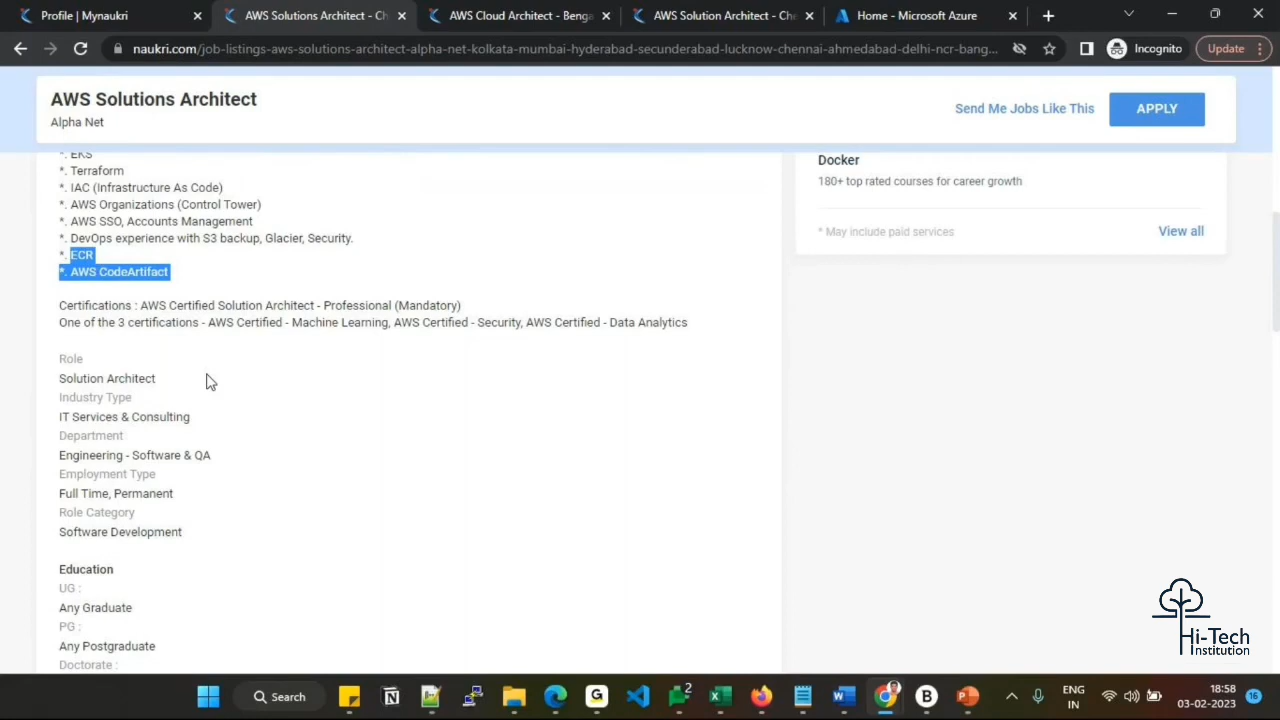 Profile | Mynaukri
AWS Solutions Architect - Ch
AWS Cloud Architect - Benga
AWS Solution Architect - Che
Home - Microsoft Azure
naukri.com/job-listings-aws-solutions-architect-alpha-net-kolkata-mumbai-hyderabad-secunderabad-lucknow-chennai-ahmedabad-delhi-ncr-bang...
Incognito
Update
AWS Solutions Architect
Alpha Net
Send Me Jobs Like This
APPLY
*. EKS
*. Terraform
*. IAC (Infrastructure As Code)
*. AWS Organizations (Control Tower)
*. AWS SSO, Accounts Management
*. DevOps experience with S3 backup, Glacier, Security.
*. ECR
*. AWS CodeArtifact
Certifications : AWS Certified Solution Architect - Professional (Mandatory)
One of the 3 certifications - AWS Certified - Machine Learning, AWS Certified - Security, AWS Certified - Data Analytics
Role
Solution Architect
Industry Type
IT Services & Consulting
Department
Engineering - Software & QA
Employment Type
Full Time, Permanent
Role Category
Software Development
Education
UG :
Any Graduate
PG :
Any Postgraduate
Doctorate :
Docker
180+ top rated courses for career growth
* May include paid services
View all
Hi-Tech
Institution
Search
2
ENG
IN
18:58
03-02-2023
16